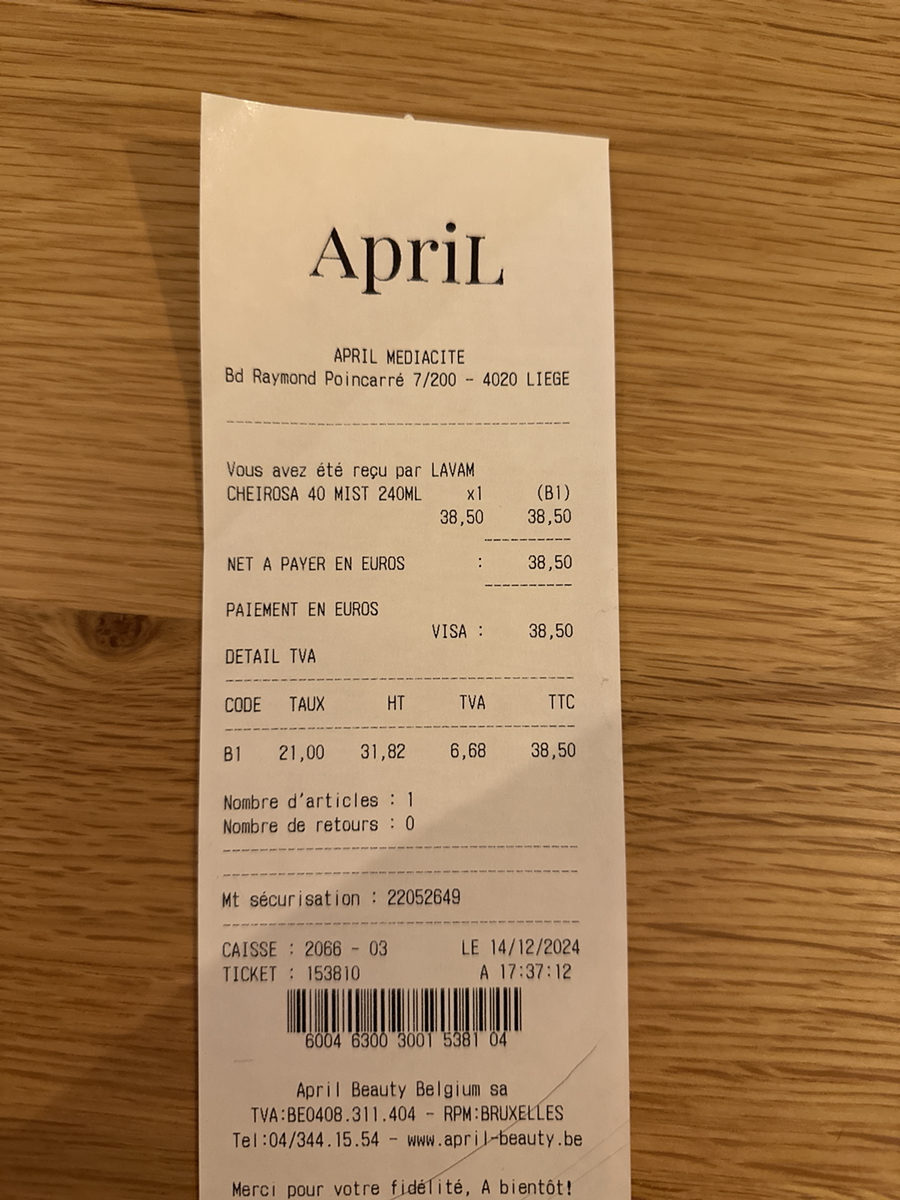 ApriL
APRIL MEDIACITE
Bd Raymond Poincarré 7/200 - 4020 LIEGE
Vous avez été reçu par LAVAM
CHEIROSA 40 MIST 240ML x1 (B1)
38,50 38,50
NET A PAYER EN EUROS : 38,50
PAIEMENT EN EUROS
VISA : 38,50
DETAIL TVA
CODE TAUX HT TVA TTC
B1 21,00 31,82 6,68 38,50
Nombre d'articles : 1
Nombre de retours : 0
Mt sécurisation : 22052649
CAISSE : 2066 - 03 LE 14/12/2024
TICKET : 153810 A 17:37:12
6004 6300 3001 5381 04
April Beauty Belgium sa
TVA:BE0408.311.404 - RPM:BRUXELLES
Tel:04/344.15.54 - www.april-beauty.be
Merci pour votre fidélité, A bientôt!